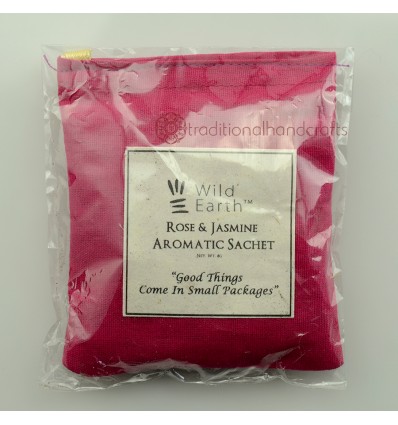 traditionalhandcrafts
Wild
Earth™
ROSE & JASMINE
AROMATIC SACHET
"Good Things
Come In Small Packages"